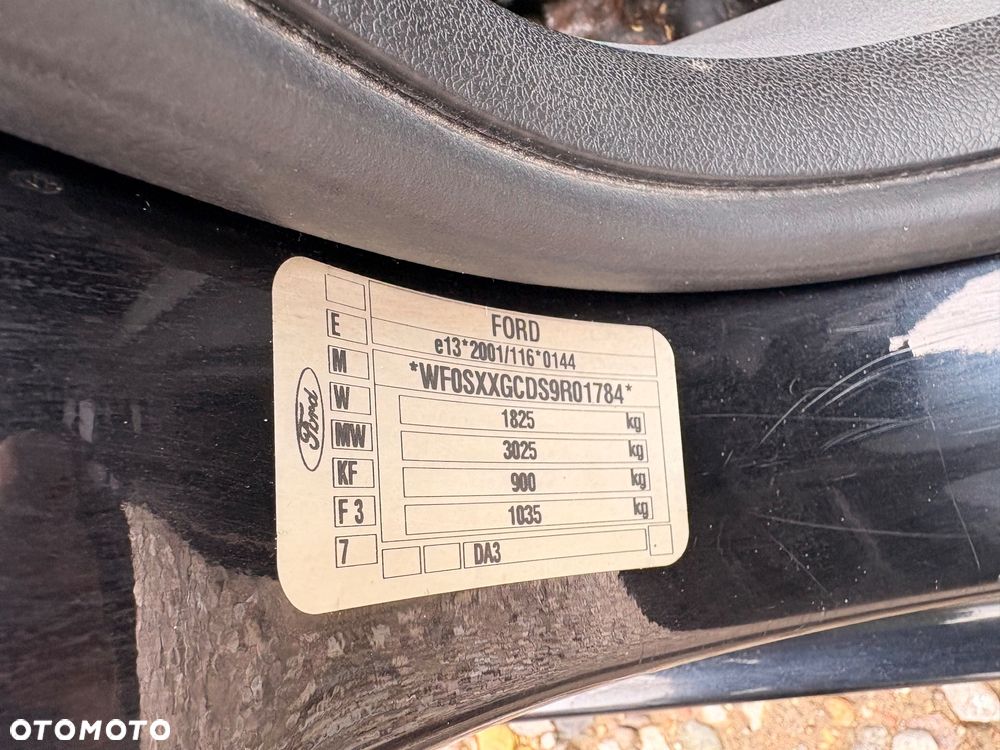 FORD
e13*2001/116*0144
*WF0SXXGCDS9R01784*
1825 kg
3025 kg
900 kg
1035 kg
DA3
E
M
W
MW
KF
F 3
7
Ford
OTOMOTO